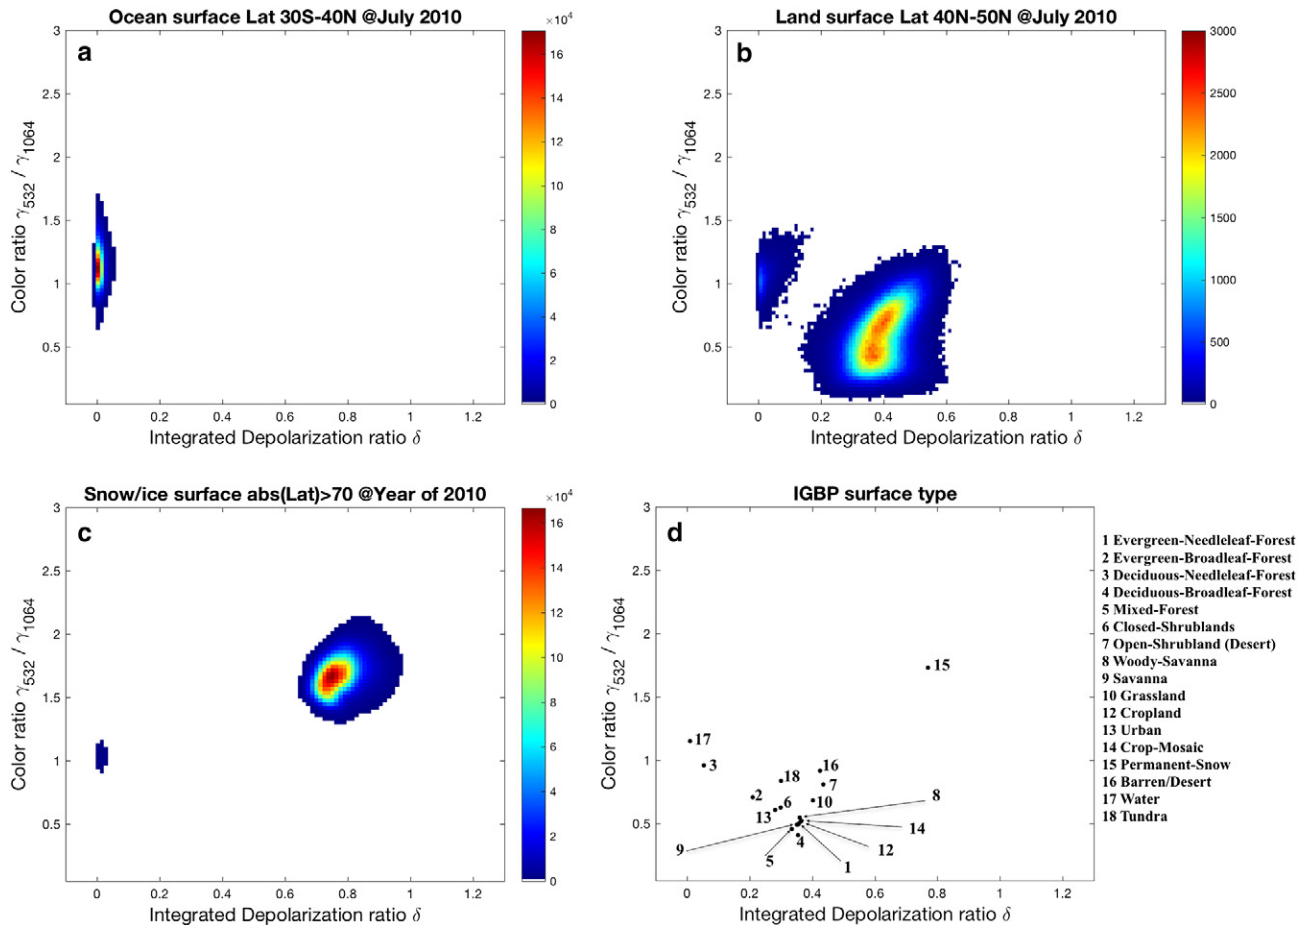 Ocean surface Lat 30S-40N @July 2010
a
×10⁴
3
2.5
2
1.5
1
0.5
0 0.2 0.4 0.6 0.8 1 1.2
Color ratio γ532 / γ1064
Integrated Depolarization ratio δ
16
14
12
10
8
6
4
2
0
Land surface Lat 40N-50N @July 2010
b
3
2.5
2
1.5
1
0.5
0 0.2 0.4 0.6 0.8 1 1.2
Color ratio γ532 / γ1064
Integrated Depolarization ratio δ
3000
2500
2000
1500
1000
500
0
Snow/ice surface abs(Lat)>70 @Year of 2010
c
×10⁴
3
2.5
2
1.5
1
0.5
0 0.2 0.4 0.6 0.8 1 1.2
Color ratio γ532 / γ1064
Integrated Depolarization ratio δ
16
14
12
10
8
6
4
2
0
IGBP surface type
d
3
2.5
2
1.5
1
0.5
0 0.2 0.4 0.6 0.8 1 1.2
Color ratio γ532 / γ1064
Integrated Depolarization ratio δ
15
17
3
16
18
7
2
6
10
8
13
14
4
9
12
5
1
1 Evergreen-Needleleaf-Forest
2 Evergreen-Broadleaf-Forest
3 Deciduous-Needleleaf-Forest
4 Deciduous-Broadleaf-Forest
5 Mixed-Forest
6 Closed-Shrublands
7 Open-Shrubland (Desert)
8 Woody-Savanna
9 Savanna
10 Grassland
12 Cropland
13 Urban
14 Crop-Mosaic
15 Permanent-Snow
16 Barren/Desert
17 Water
18 Tundra